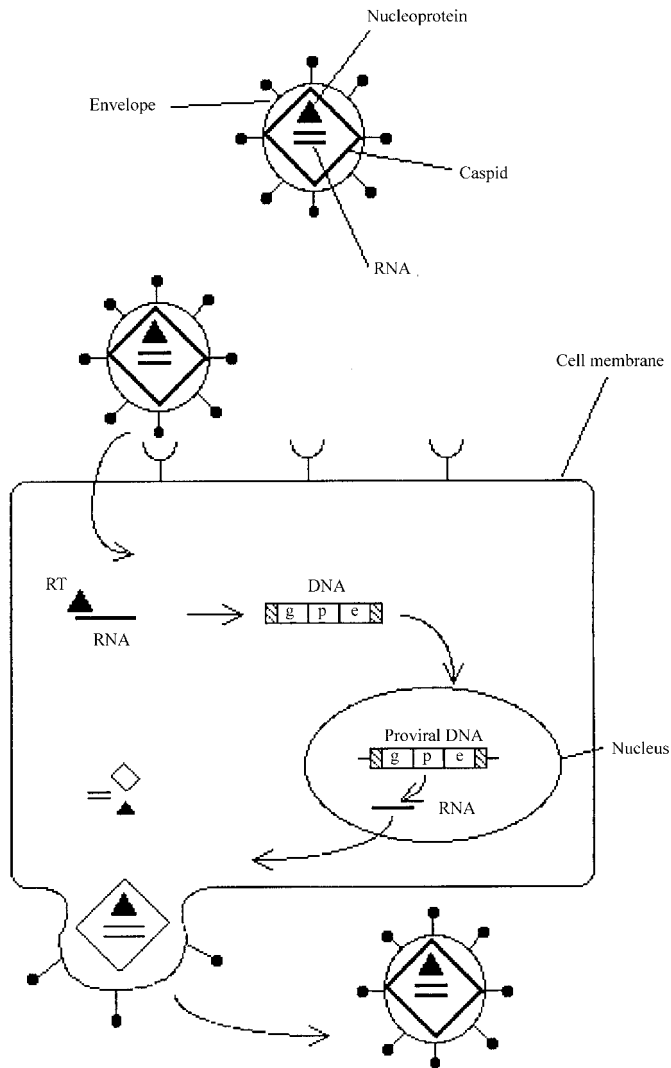 Nucleoprotein
Envelope
Caspid
RNA
Cell membrane
RT
DNA
g p e
RNA
Proviral DNA
g p e
Nucleus
RNA